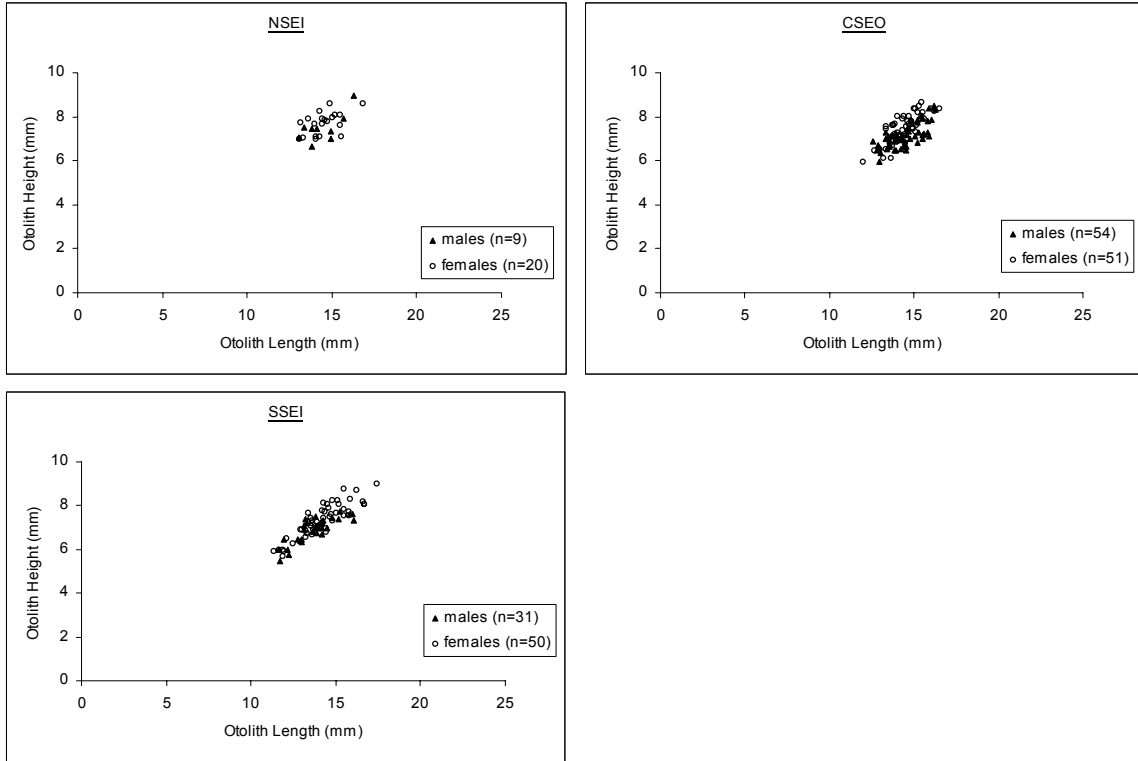 NSEI
10
8
6
4
2
0
Otolith Height (mm)
males (n=9)
females (n=20)
0 5 10 15 20 25
Otolith Length (mm)
CSEO
10
8
6
4
2
0
Otolith Height (mm)
males (n=54)
females (n=51)
0 5 10 15 20 25
Otolith Length (mm)
SSEI
10
8
6
4
2
0
Otolith Height (mm)
males (n=31)
females (n=50)
0 5 10 15 20 25
Otolith Length (mm)